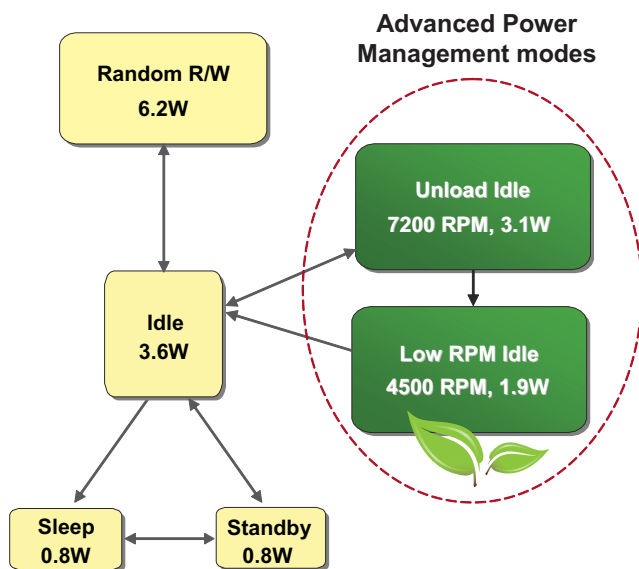 Advanced Power
Management modes
Random R/W
6.2W
Unload Idle
7200 RPM, 3.1W
Idle
3.6W
Low RPM Idle
4500 RPM, 1.9W
Sleep
0.8W
Standby
0.8W